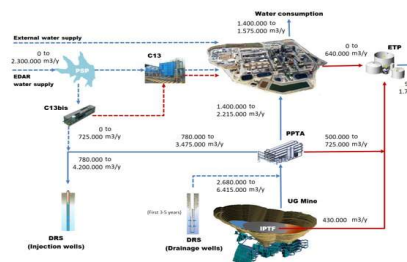 Water consumption
1.400.000 to
1.575.000 m3/y
External water supply
0 to
2.300.000 m3/y
EDAR
water supply
PSP
C13
0 to
640.000 m3/y
ETP
C13bis
0 to
725.000 m3/y
1.400.000 to
2.215.000 m3/y
780.000 to
3.475.000 m3/y
PPTA
500.000 to
725.000 m3/y
780.000 to
4.200.000 m3/y
2.680.000 to
6.415.000 m3/y
(First 3-5 years)
UG Mine
IPTF
430.000 m3/y
DRS
(Injection wells)
DRS
(Drainage wells)